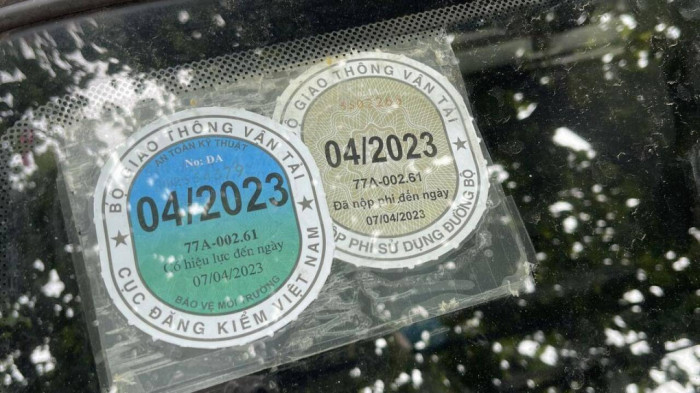 BỘ GIAO THÔNG VẬN TẢI
AN TOÀN KỸ THUẬT
No: DA
04/2023
77A-002.61
Có hiệu lực đến ngày
07/04/2023
BẢO VỆ MÔI TRƯỜNG
CỤC ĐĂNG KIỂM VIỆT NAM
GIAO THÔNG VẬN TẢI
04/2023
77A-002.61
Đã nộp phí đến ngày
07/04/2023
PHÍ SỬ DỤNG ĐƯỜNG BỘ